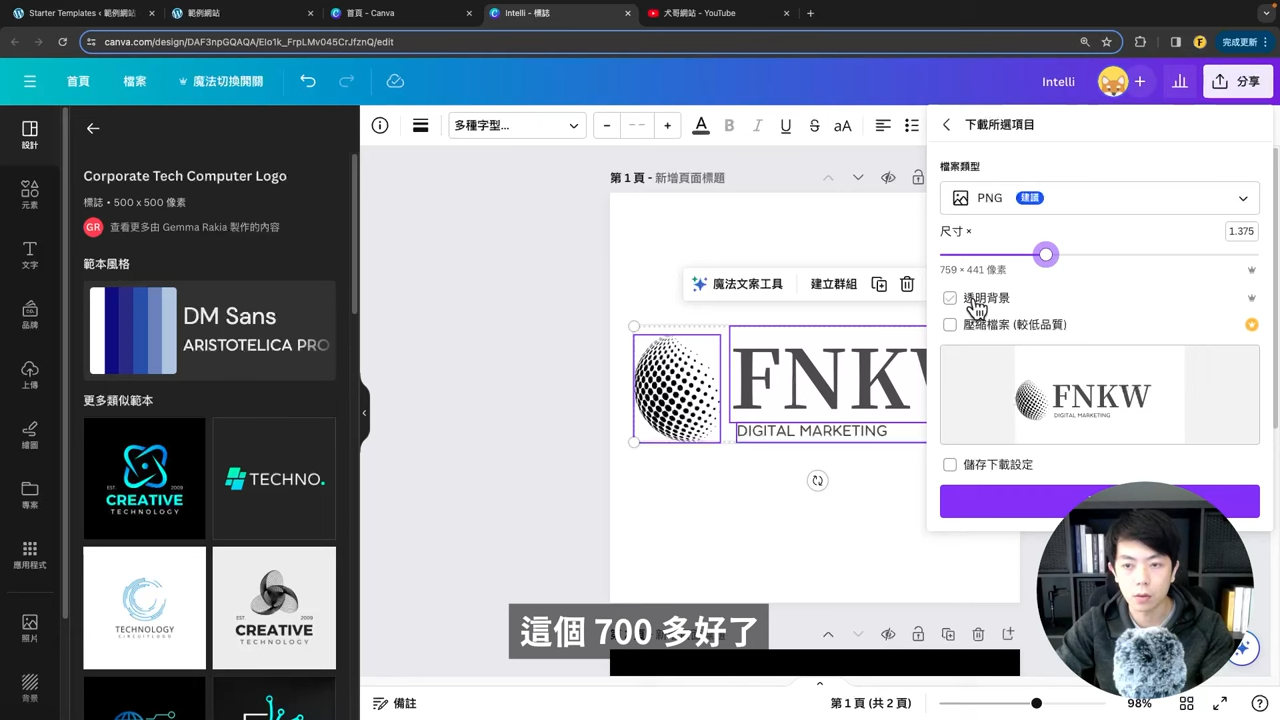 Starter Templates ‹ 範例網站
範例網站
首頁 - Canva
Intelli - 標誌
犬哥網站 - YouTube
canva.com/design/DAF3npGQAQA/Elo1k_FrpLMv045CrJfznQ/edit
完成更新
首頁
檔案
魔法切換開關
Intelli
分享
設計
元素
文字
品牌
上傳
繪圖
專案
應用程式
照片
背景
Corporate Tech Computer Logo
標誌 • 500 x 500 像素
GR
查看更多由 Gemma Rakia 製作的內容
範本風格
DM Sans
ARISTOTELICA PRO
更多類似範本
EST. 2009
CREATIVE
TECHNOLOGY
TECHNO.
TECHNOLOGY
EST. 2009
CREATIVE
TECHNOLOGY
多種字型...
B
I
U
S
aA
第 1 頁 - 新增頁面標題
魔法文案工具
建立群組
FNKW
DIGITAL MARKETING
下載所選項目
檔案類型
PNG
建議
尺寸 ×
1.375
759 × 441 像素
透明背景
壓縮檔案 (較低品質)
FNKW
DIGITAL MARKETING
儲存下載設定
這個 700 多好了
備註
第 1 頁 (共 2 頁)
98%